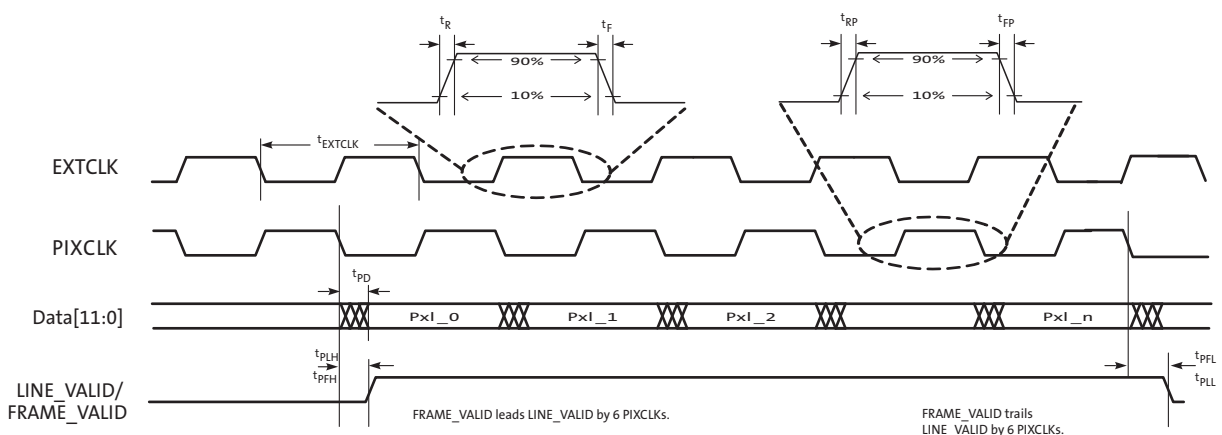 tR
tF
tRP
tFP
90%
90%
10%
10%
tEXTCLK
EXTCLK
PIXCLK
tPD
Data[11:0]
Pxl_0
Pxl_1
Pxl_2
Pxl_n
tPLH
tPFH
tPFL
tPLL
LINE_VALID/
FRAME_VALID
FRAME_VALID leads LINE_VALID by 6 PIXCLKs.
FRAME_VALID trails
LINE_VALID by 6 PIXCLKs.